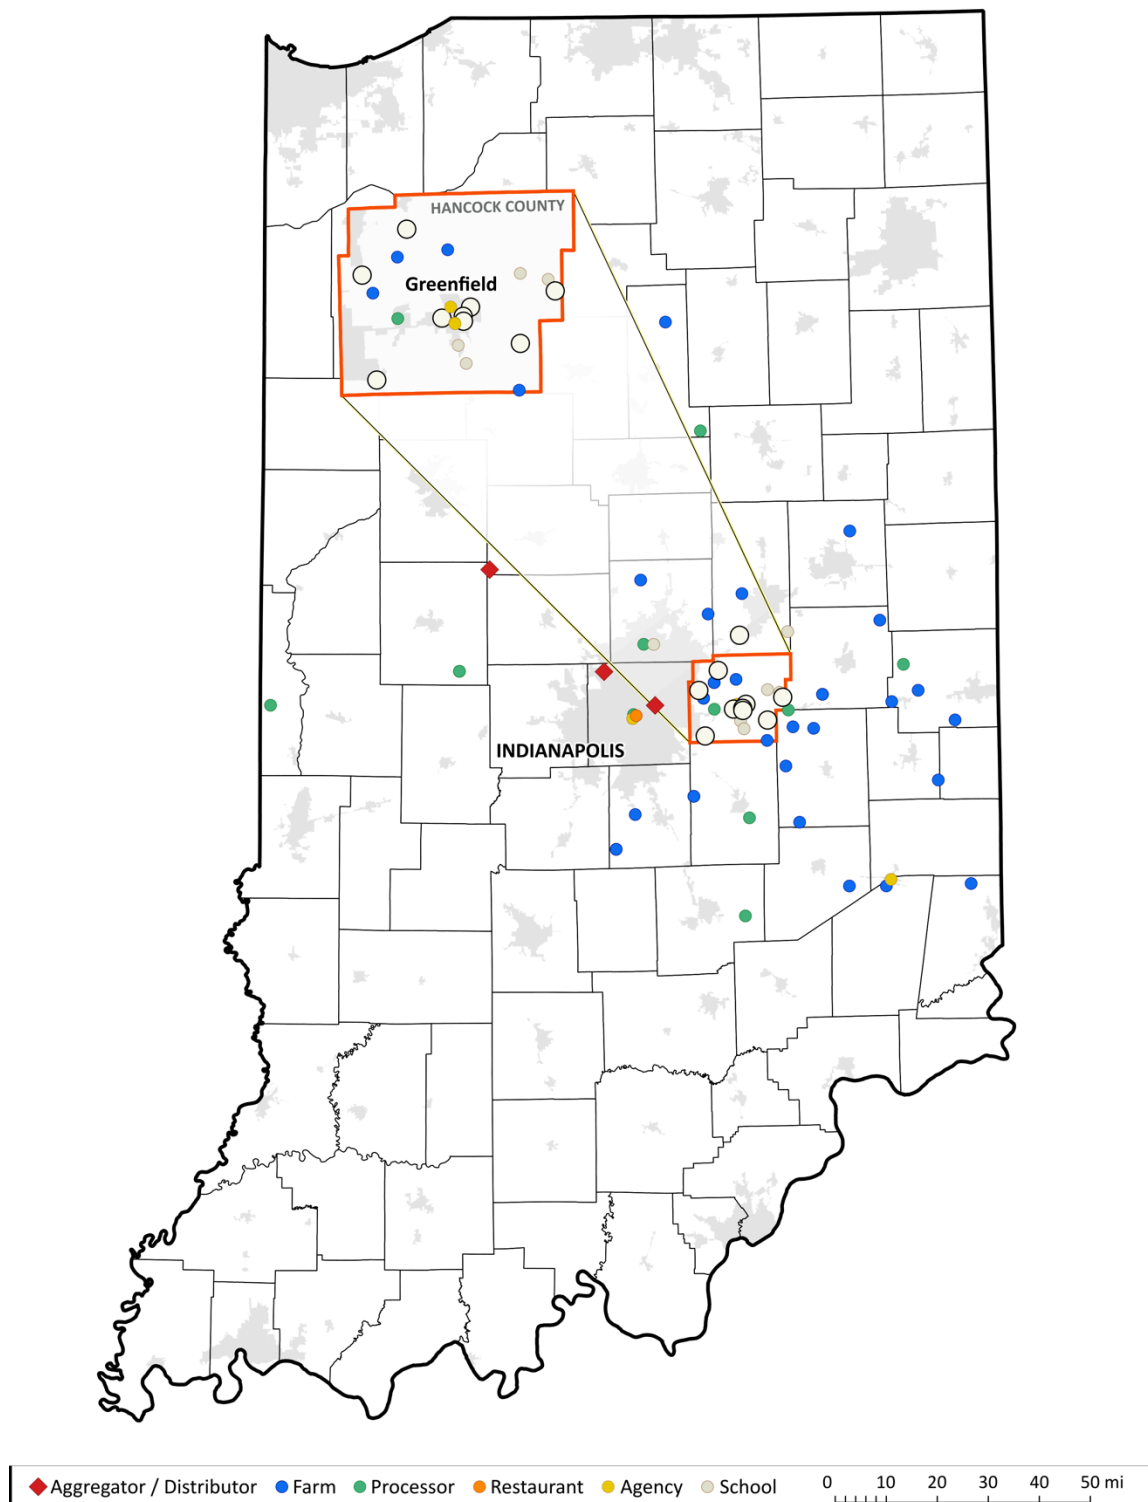 HANCOCK COUNTY
Greenfield
INDIANAPOLIS
Aggregator / Distributor Farm Processor Restaurant Agency School 0 10 20 30 40 50 mi